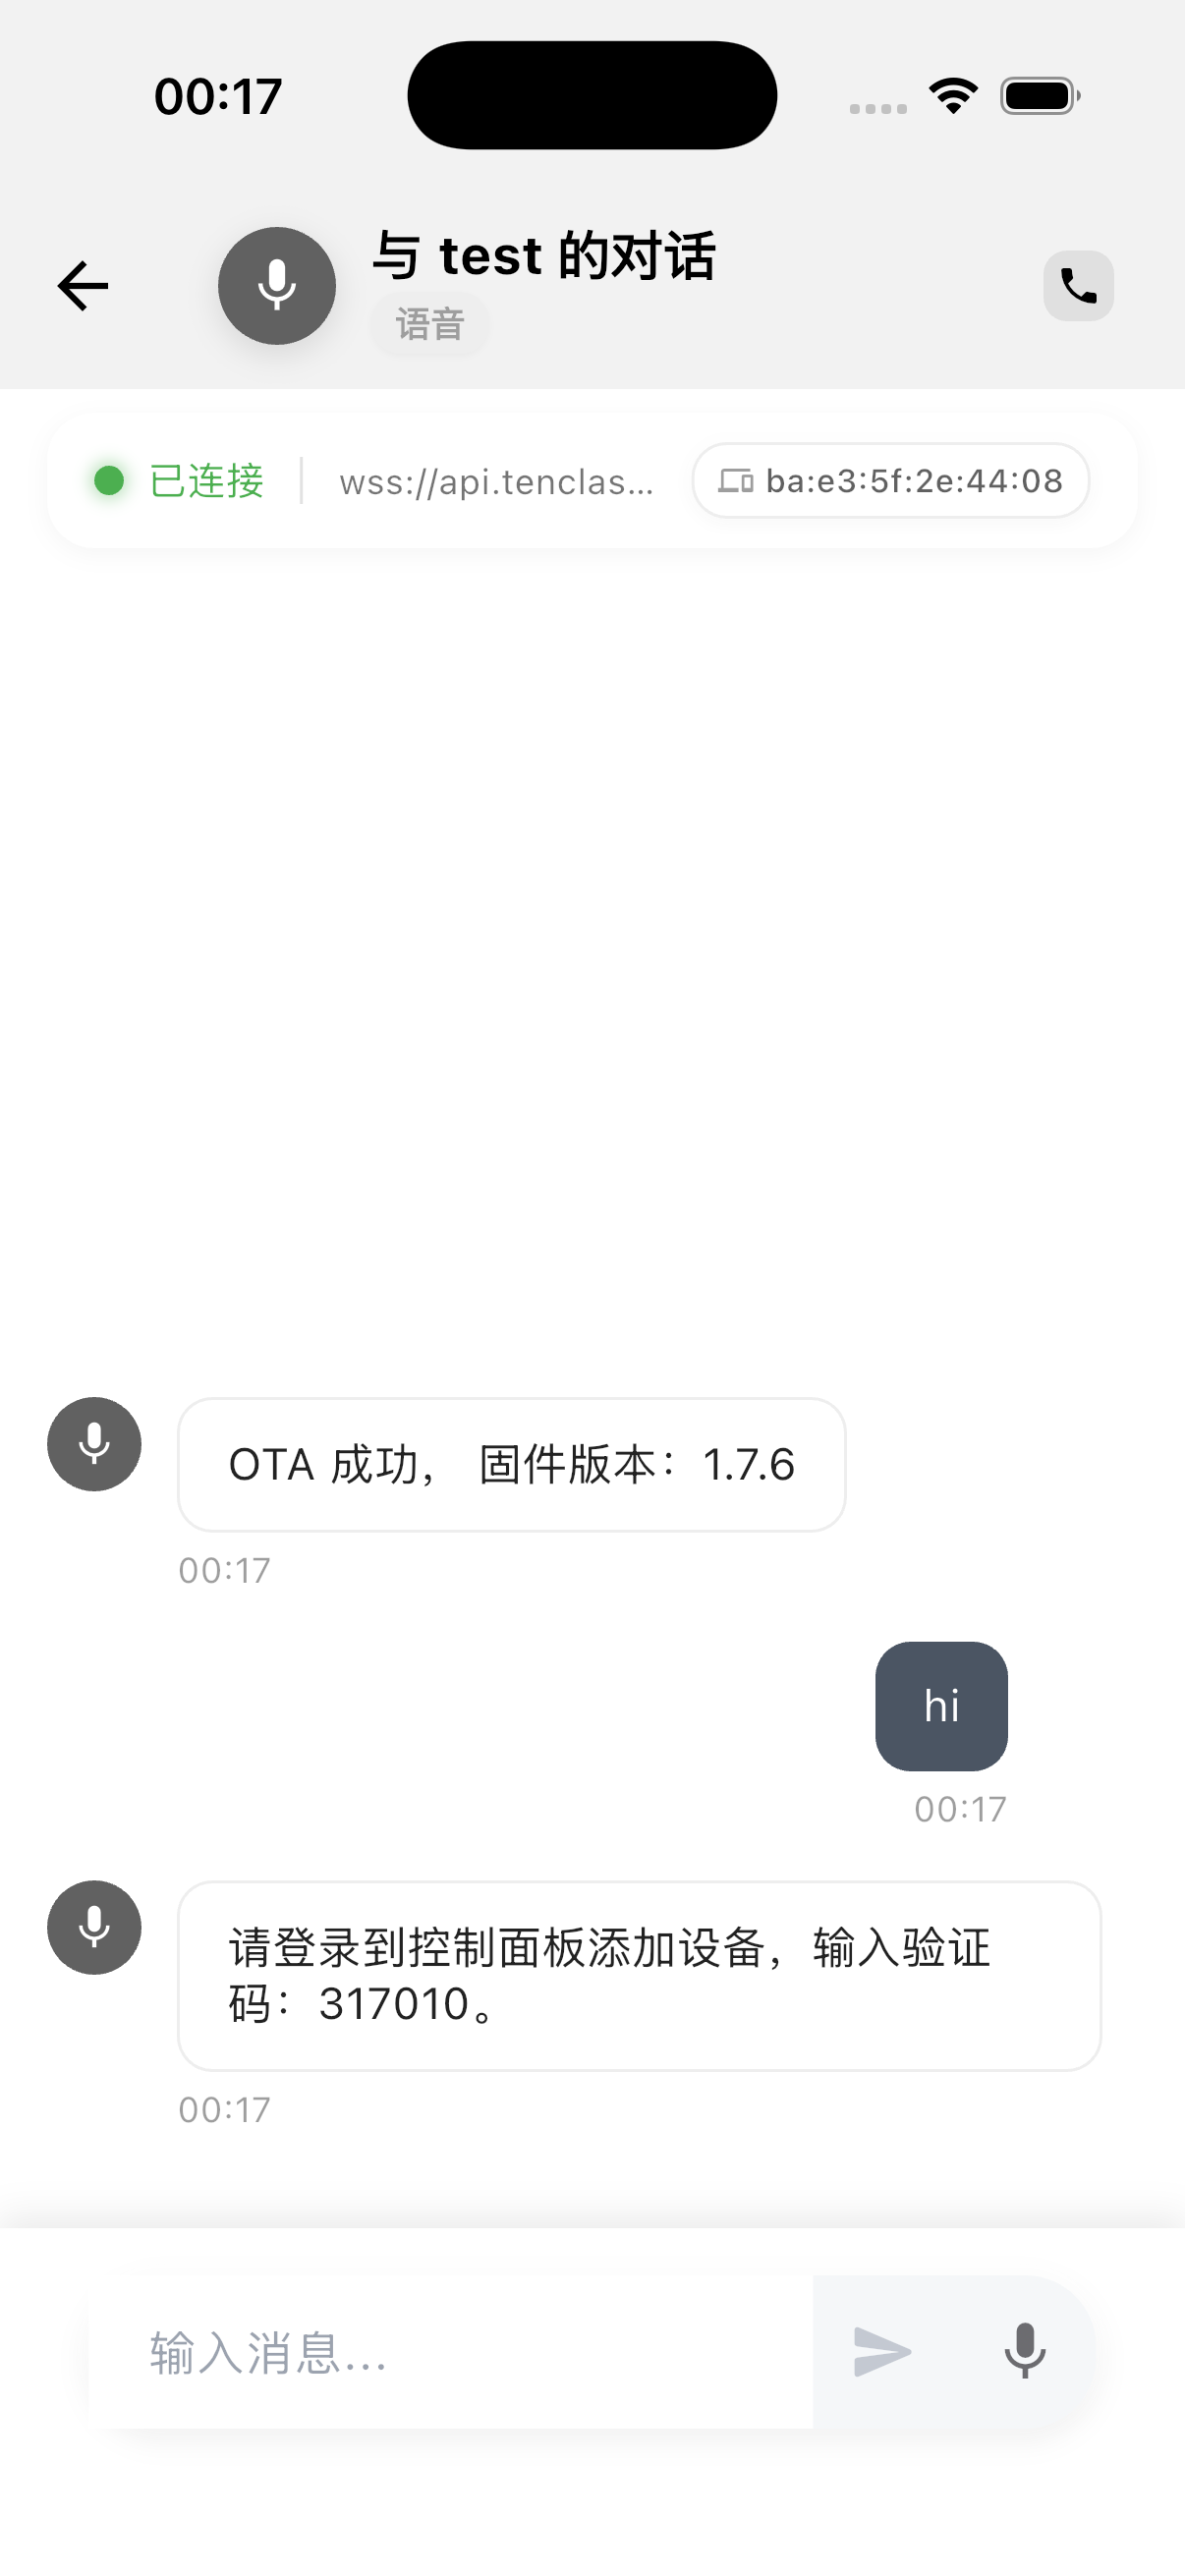 00:17
与 test 的对话
语音
已连接
wss://api.tenclas...
ba:e3:5f:2e:44:08
OTA 成功， 固件版本：1.7.6
00:17
hi
00:17
请登录到控制面板添加设备，输入验证
码：317010。
00:17
输入消息...